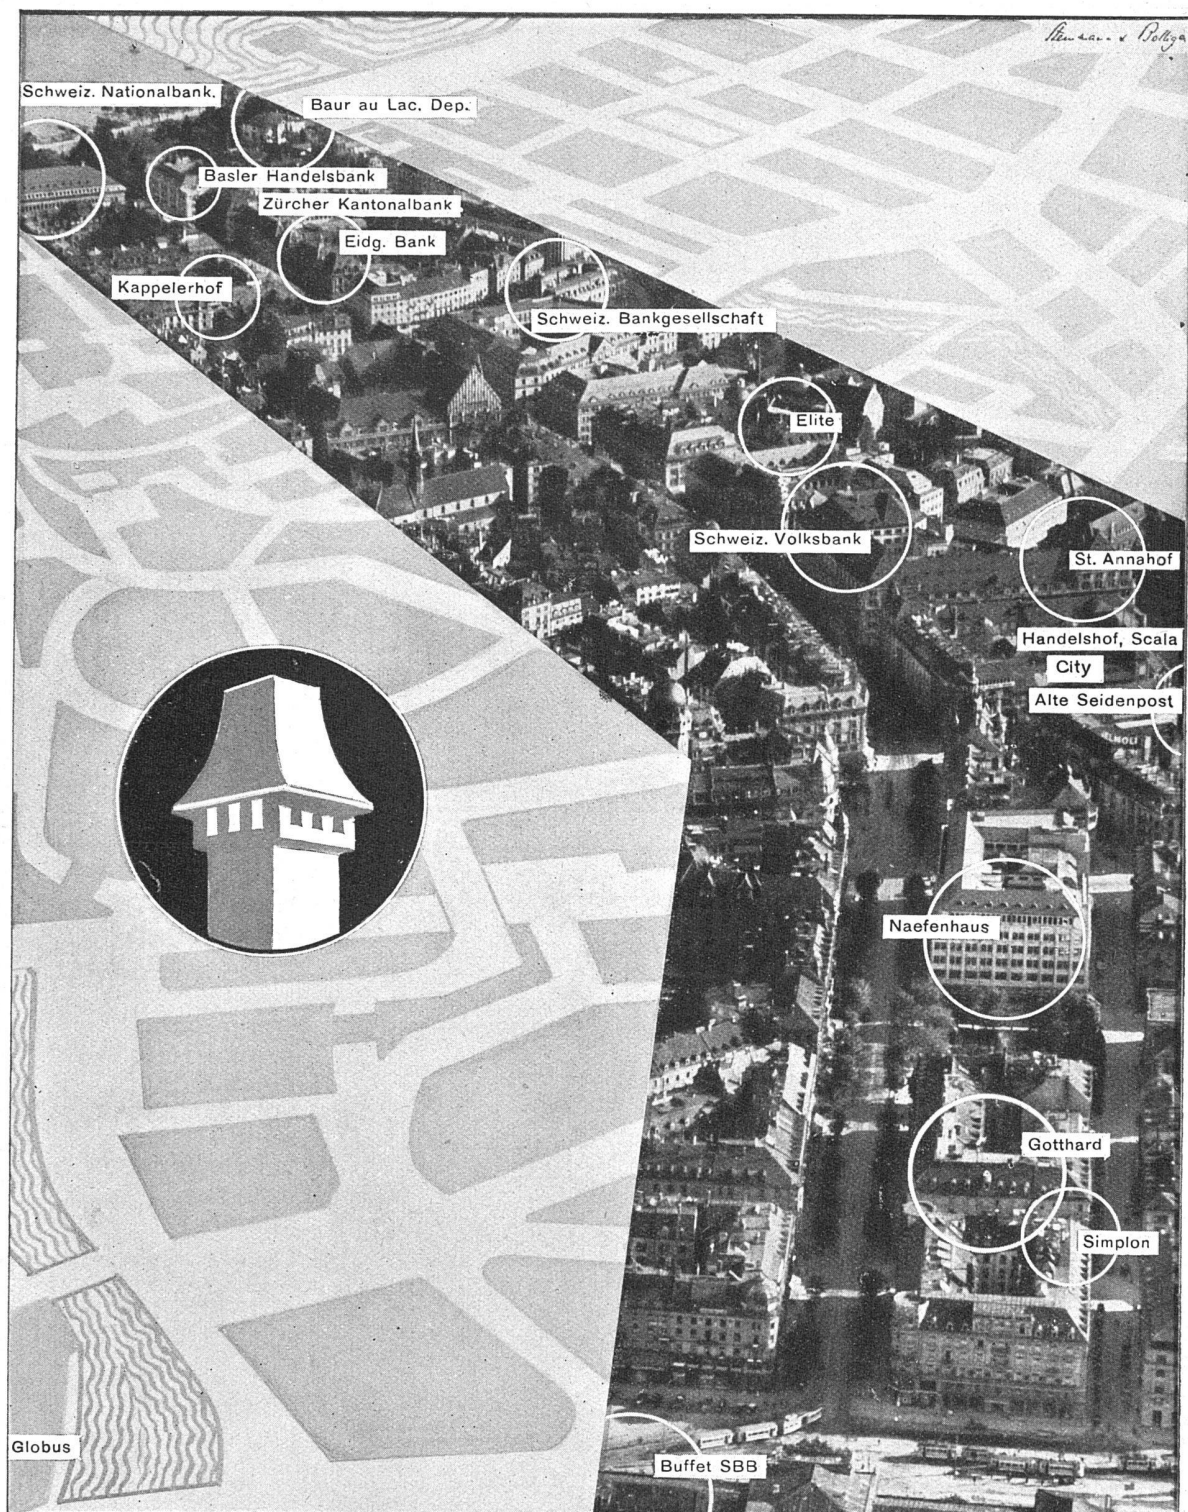 Schweiz. Nationalbank.
Baur au Lac. Dep.
Basler Handelsbank
Zürcher Kantonalbank
Eidg. Bank
Kappelerhof
Schweiz. Bankgesellschaft
Elite
Schweiz. Volksbank
St. Annahof
Handelshof, Scala
City
Alte Seidenpost
Naefenhaus
Gotthard
Simplon
Globus
Buffet SBB